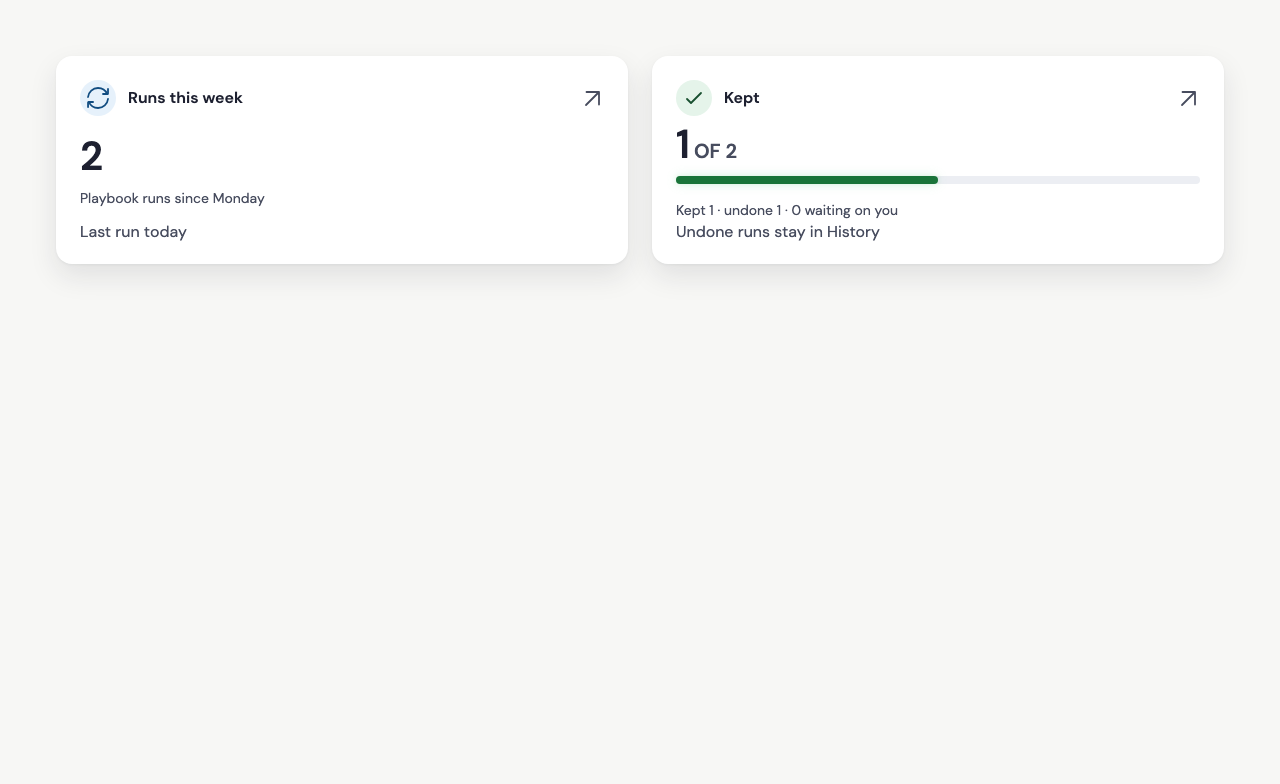 Runs this week
2
Playbook runs since Monday
Last run today
Kept
1 OF 2
Kept 1 · undone 1 · 0 waiting on you
Undone runs stay in History